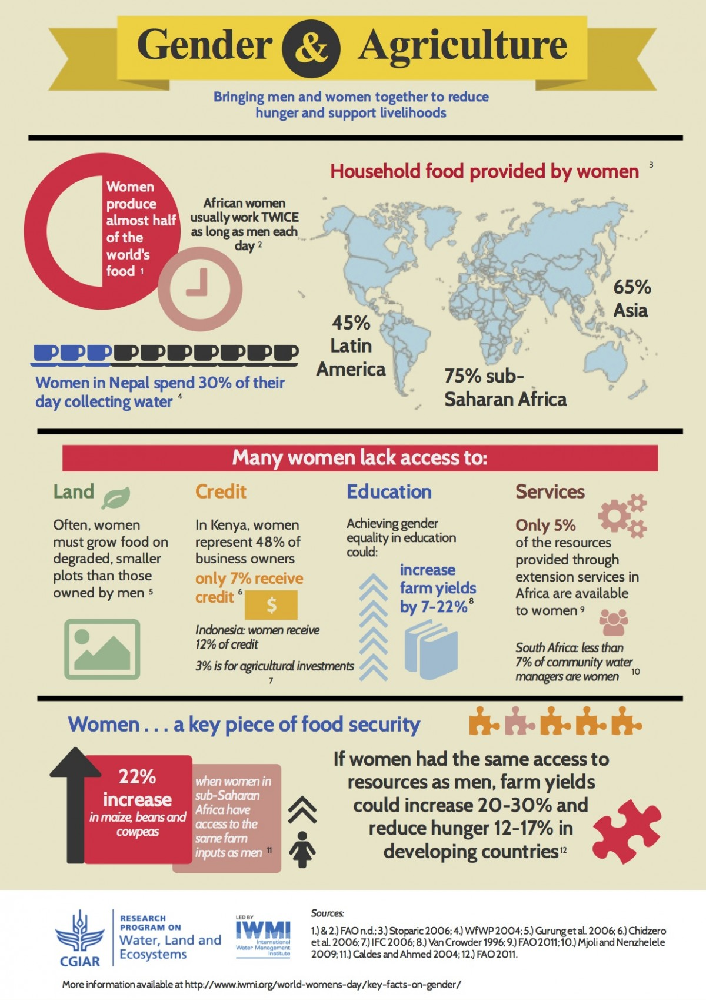 Gender & Agriculture
Bringing men and women together to reduce
hunger and support livelihoods
Women
produce
almost half
of the
world's
food 1
African women
usually work TWICE
as long as men each
day 2
Women in Nepal spend 30% of their
day collecting water 4
Household food provided by women 3
45%
Latin
America
75% sub-
Saharan Africa
65%
Asia
Many women lack access to:
Land
Often, women
must grow food on
degraded, smaller
plots than those
owned by men 5
Credit
In Kenya, women
represent 48% of
business owners
only 7% receive
credit 6
$
Indonesia: women receive
12% of credit
3% is for agricultural investments
7
Education
Achieving gender
equality in education
could:
increase
farm yields
by 7-22% 8
Services
Only 5%
of the resources
provided through
extension services in
Africa are available
to women 9
South Africa: less than
7% of community water
managers are women 10
Women . . . a key piece of food security
22%
increase
in maize, beans and
cowpeas
when women in
sub-Saharan
Africa have
access to the
same farm
inputs as men 11
If women had the same access to
resources as men, farm yields
could increase 20-30% and
reduce hunger 12-17% in
developing countries 12
CGIAR
RESEARCH
PROGRAM ON
Water, Land and
Ecosystems
LED BY:
IWMI
International
Water Management
Institute
Sources:
1.) & 2.) FAO n.d.; 3.) Stoparic 2006; 4.) WfWP 2004; 5.) Gurung et al. 2006; 6.) Chidzero
et al. 2006; 7.) IFC 2006; 8.) Van Crowder 1996; 9.) FAO 2011; 10.) Mjoli and Nenzhelele
2009; 11.) Caldes and Ahmed 2004; 12.) FAO 2011.
More information available at http://www.iwmi.org/world-womens-day/key-facts-on-gender/